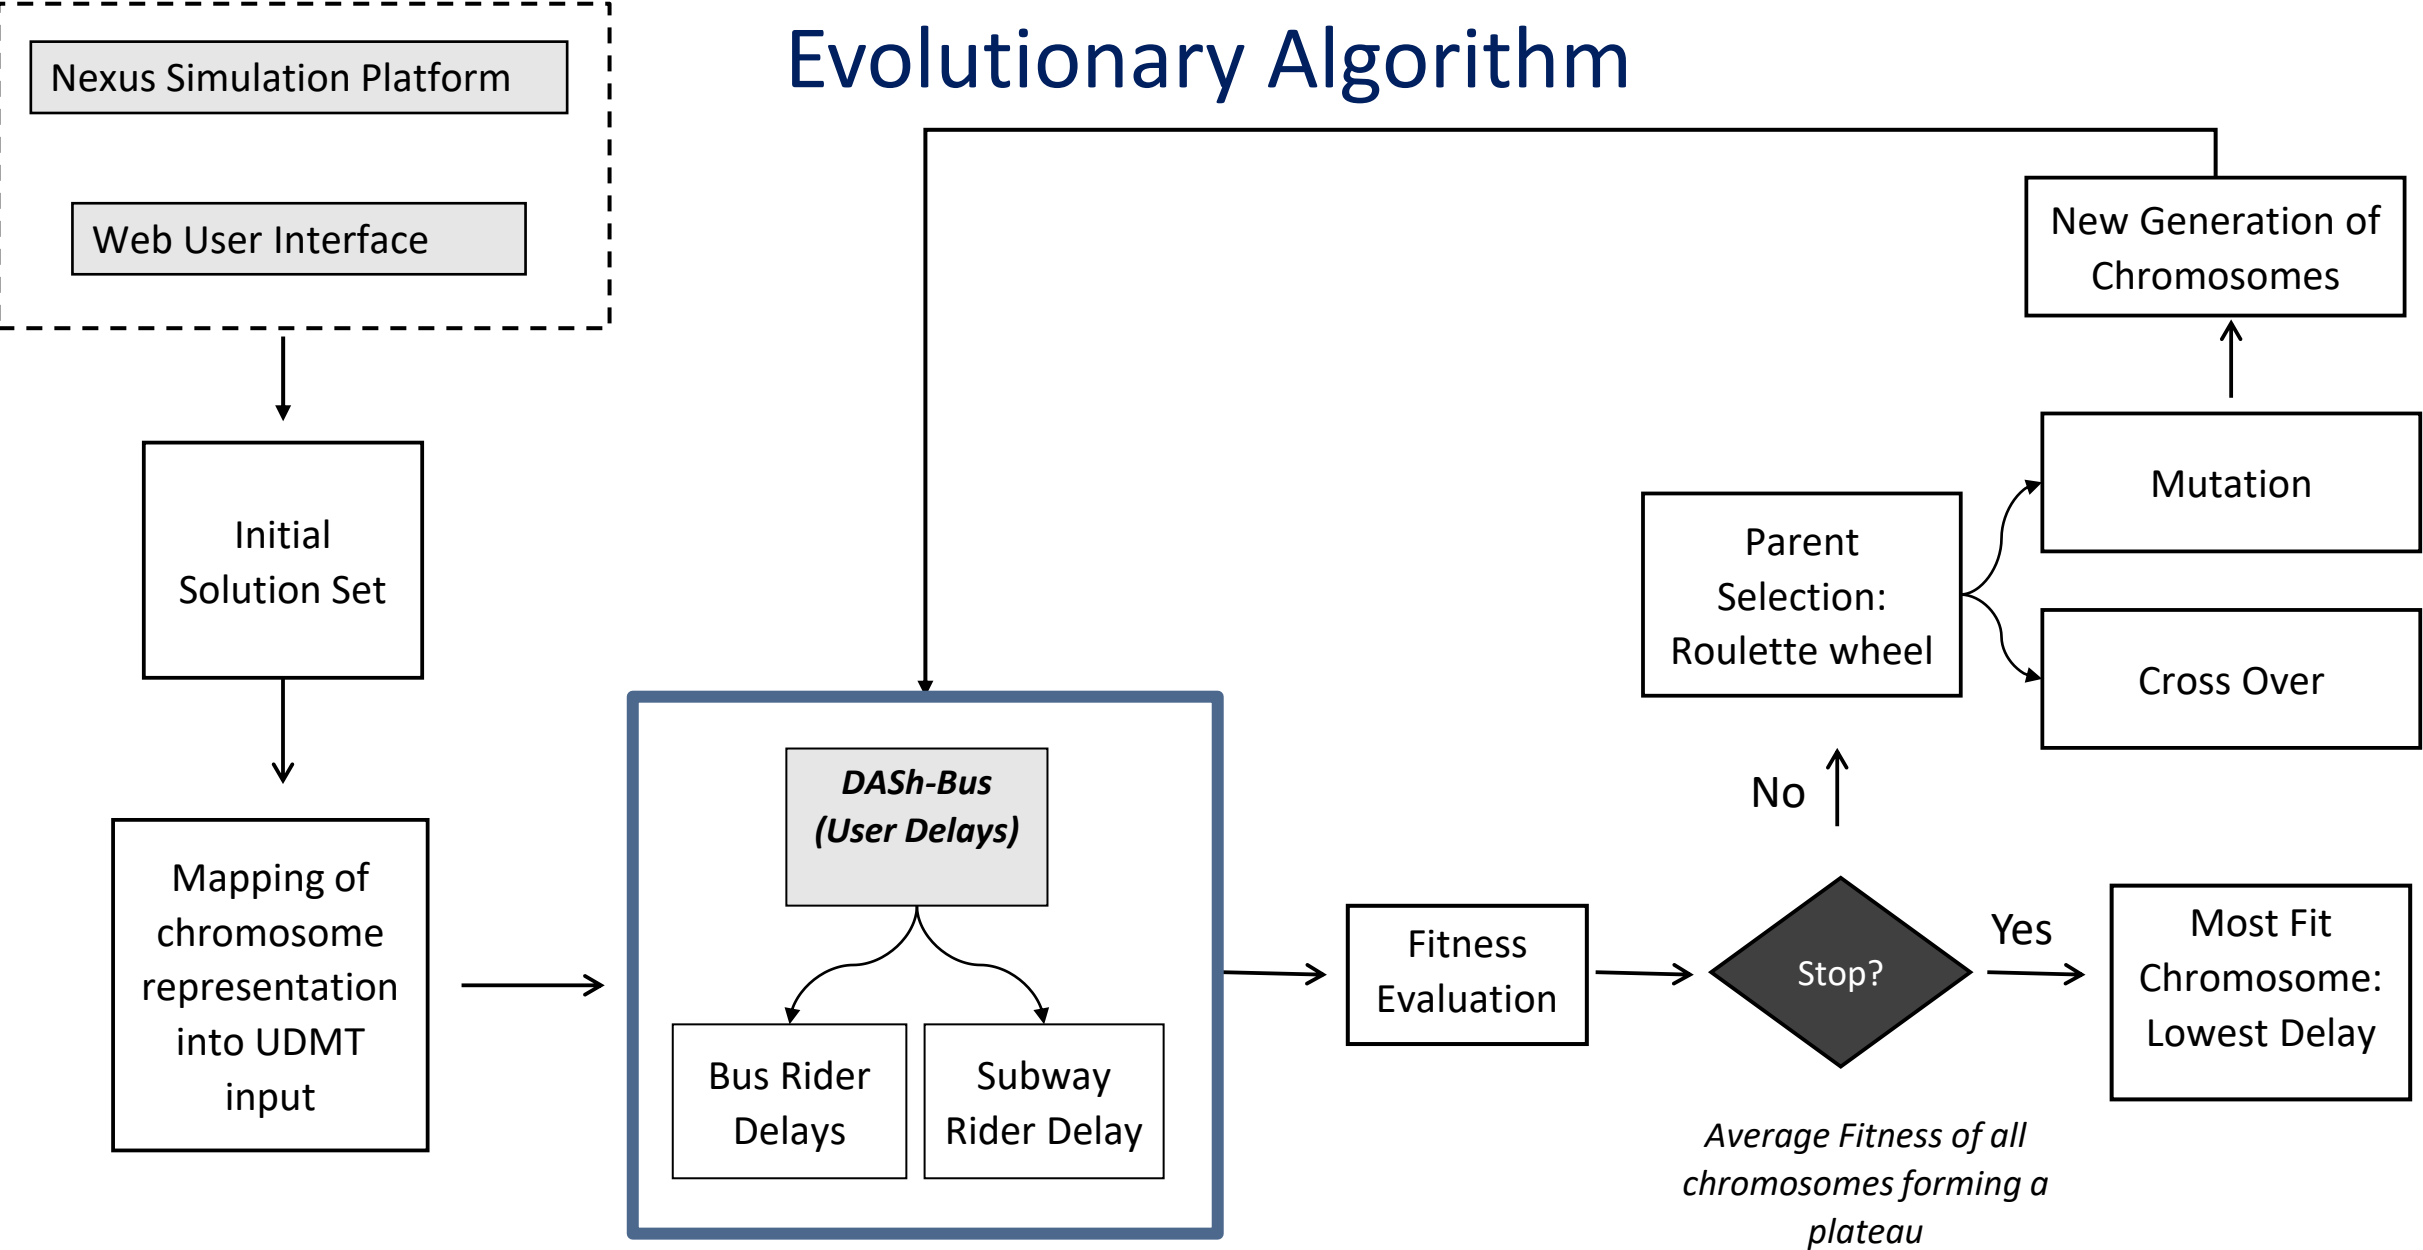 Evolutionary Algorithm
Nexus Simulation Platform
Web User Interface
Initial
Solution Set
Mapping of
chromosome
representation
into UDMT
input
DASh-Bus
(User Delays)
Bus Rider
Delays
Subway
Rider Delay
Fitness
Evaluation
Stop?
Average Fitness of all
chromosomes forming a
plateau
Yes
Most Fit
Chromosome:
Lowest Delay
No
Parent
Selection:
Roulette wheel
Mutation
Cross Over
New Generation of
Chromosomes